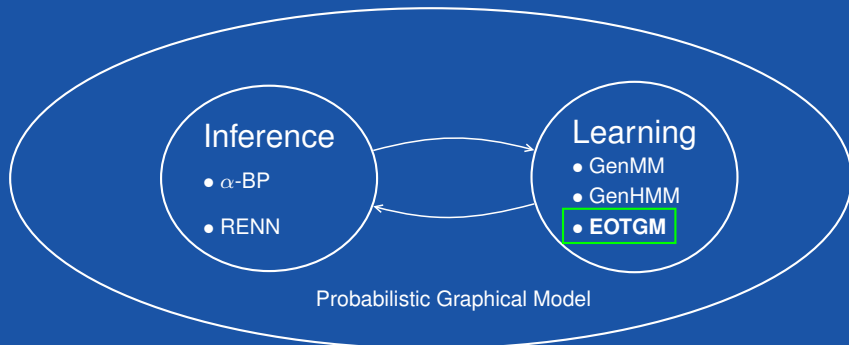 Inference
• α-BP
• RENN
Learning
• GenMM
• GenHMM
• EOTGM
Probabilistic Graphical Model